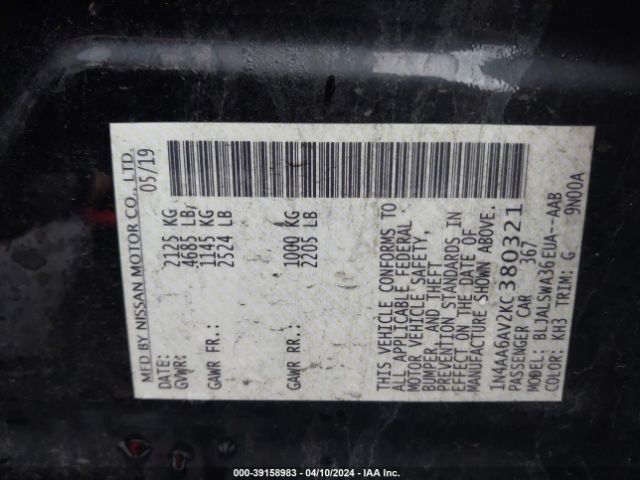 MFD BY NISSAN MOTOR CO., LTD.
DATE: 05/19
GVWR: 2125 KG
4685 LB
GAWR FR.: 1145 KG
2524 LB
GAWR RR.: 1000 KG
2205 LB
THIS VEHICLE CONFORMS TO
ALL APPLICABLE FEDERAL
MOTOR VEHICLE SAFETY,
BUMPER, AND THEFT
PREVENTION STANDARDS IN
EFFECT ON THE DATE OF
MANUFACTURE SHOWN ABOVE.
1N4AA6AV2KC380321
PASSENGER CAR 367
MODEL: BLJALSWA36EUA--AAB
COLOR: KH3 TRIM: G 9N00A
000-39158983 - 04/10/2024 - IAA Inc.